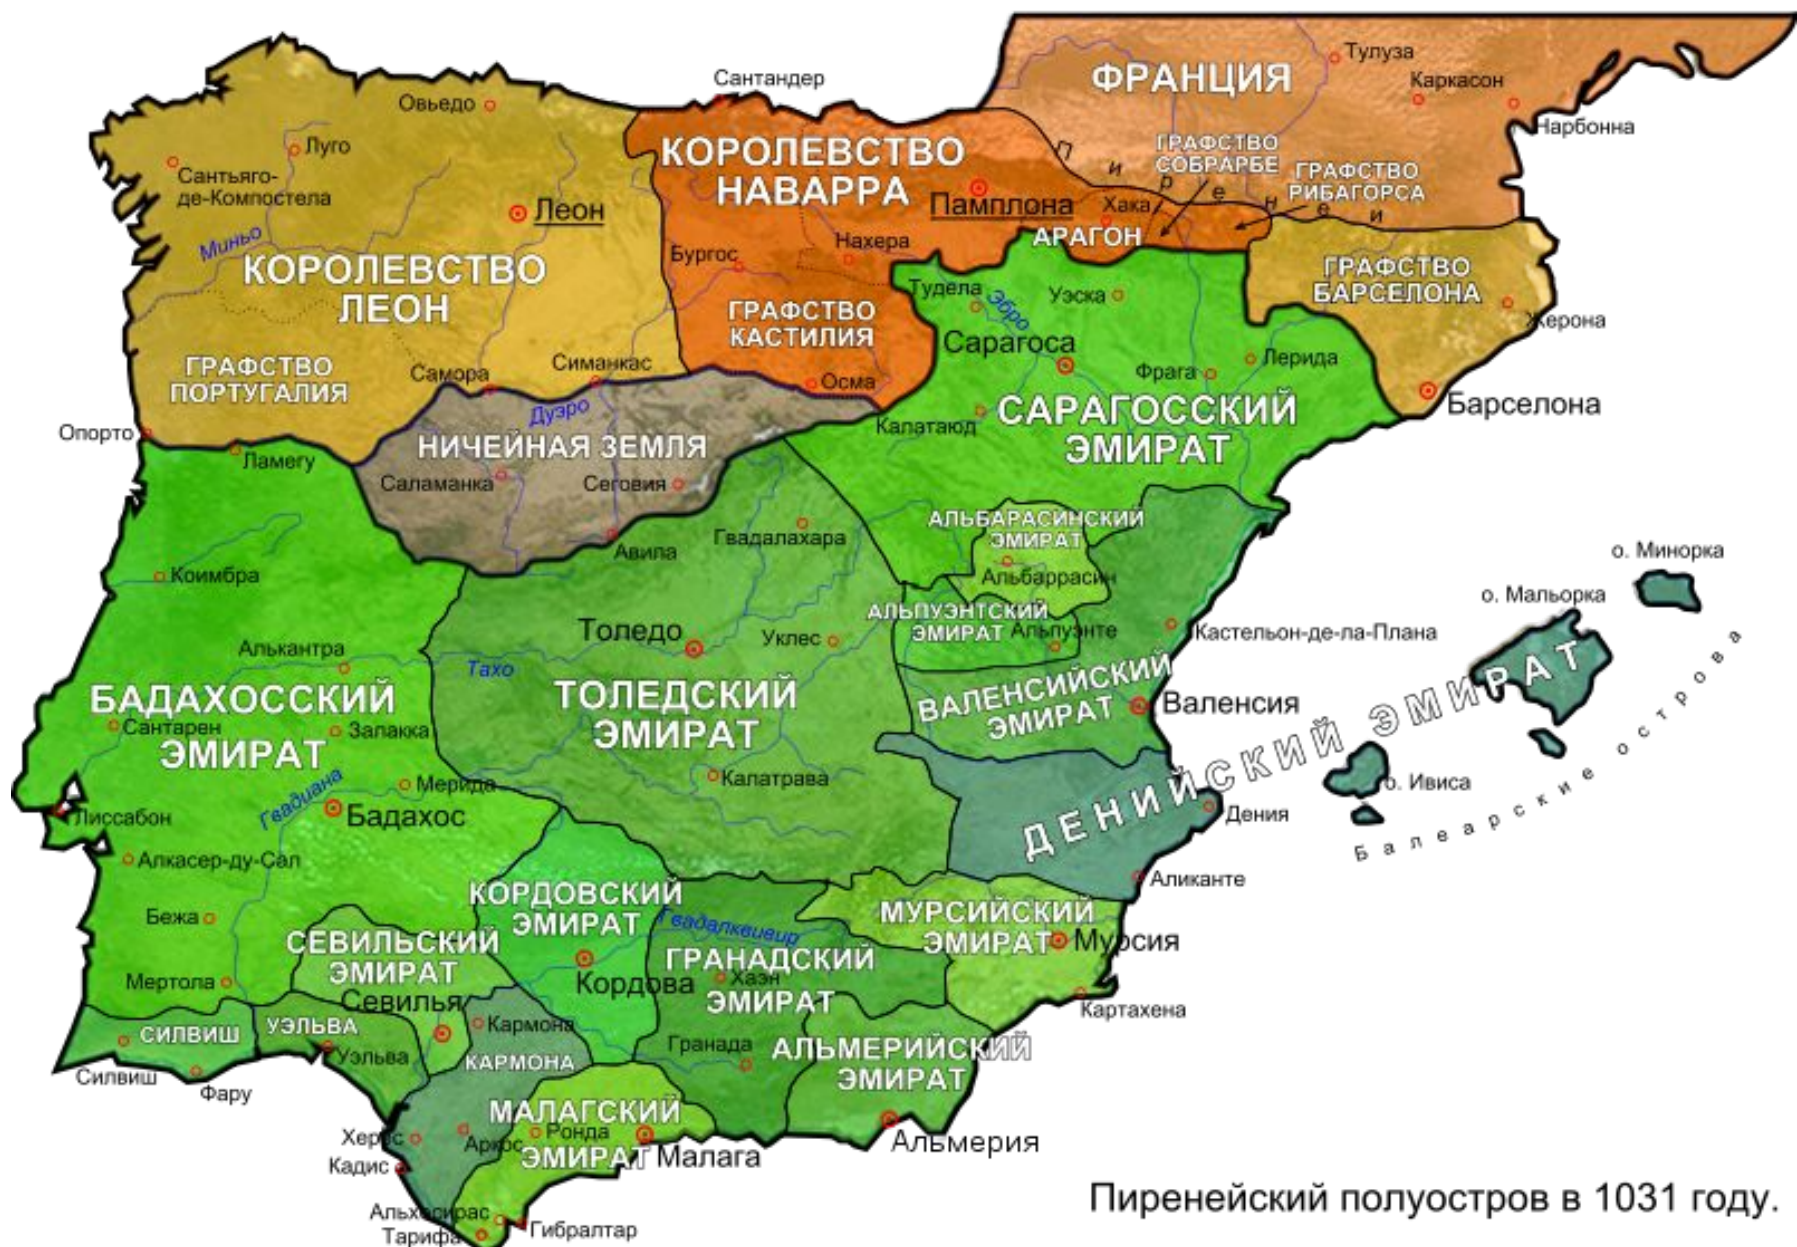 Сантандер
ФРАНЦИЯ
Тулуза
Каркасон
Нарбонна
Овьедо
Луго
Сантьяго-
де-Компостела
Леон
Миньо
КОРОЛЕВСТВО
ЛЕОН
ГРАФСТВО
ПОРТУГАЛИЯ
КОРОЛЕВСТВО
НАВАРРА
Памплона
Хака
АРАГОН
Пиренеи
ГРАФСТВО
СОБРАРБЕ
ГРАФСТВО
РИБАГОРСА
Бургос
Нахера
ГРАФСТВО
КАСТИЛИЯ
Осма
Самора
Симанкас
ГРАФСТВО
БАРСЕЛОНА
Жерона
Барселона
Тудела
Эбро
Уэска
Сарагоса
Фрага
Лерида
Калатаюд
САРАГОССКИЙ
ЭМИРАТ
Опорто
Ламегу
Дуэро
НИЧЕЙНАЯ ЗЕМЛЯ
Саламанка
Сеговия
Авила
Гвадалахара
АЛЬБАРАСИНСКИЙ
ЭМИРАТ
Альбаррасин
АЛЬПУЭНТСКИЙ
ЭМИРАТ
Альпуэнте
Кастельон-де-ла-Плана
ВАЛЕНСИЙСКИЙ
ЭМИРАТ
Валенсия
о. Минорка
о. Мальорка
о. Ивиса
Балеарские острова
ДЕНИЙСКИЙ ЭМИРАТ
Дения
Аликанте
Коимбра
Алькантра
Тахо
Толедо
Уклес
ТОЛЕДСКИЙ
ЭМИРАТ
Калатрава
БАДАХОССКИЙ
ЭМИРАТ
Сантарен
Залакка
Мерида
Гвадиана
Бадахос
Лиссабон
Алкасер-ду-Сал
Бежа
Мертола
КОРДОВСКИЙ
ЭМИРАТ
Кордова
Гвадалквивир
СЕВИЛЬСКИЙ
ЭМИРАТ
Севилья
ГРАНАДСКИЙ
ЭМИРАТ
Хаэн
Гранада
МУРСИЙСКИЙ
ЭМИРАТ
Мурсия
Картахена
СИЛВИШ
Силвиш
Фару
УЭЛЬВА
Уэльва
Кармона
КАРМОНА
АЛЬМЕРИЙСКИЙ
ЭМИРАТ
Альмерия
МАЛАГСКИЙ
ЭМИРАТ
Ронда
Малага
Херес
Аркос
Кадис
Альхесирас
Тарифа
Гибралтар
Пиренейский полуостров в 1031 году.